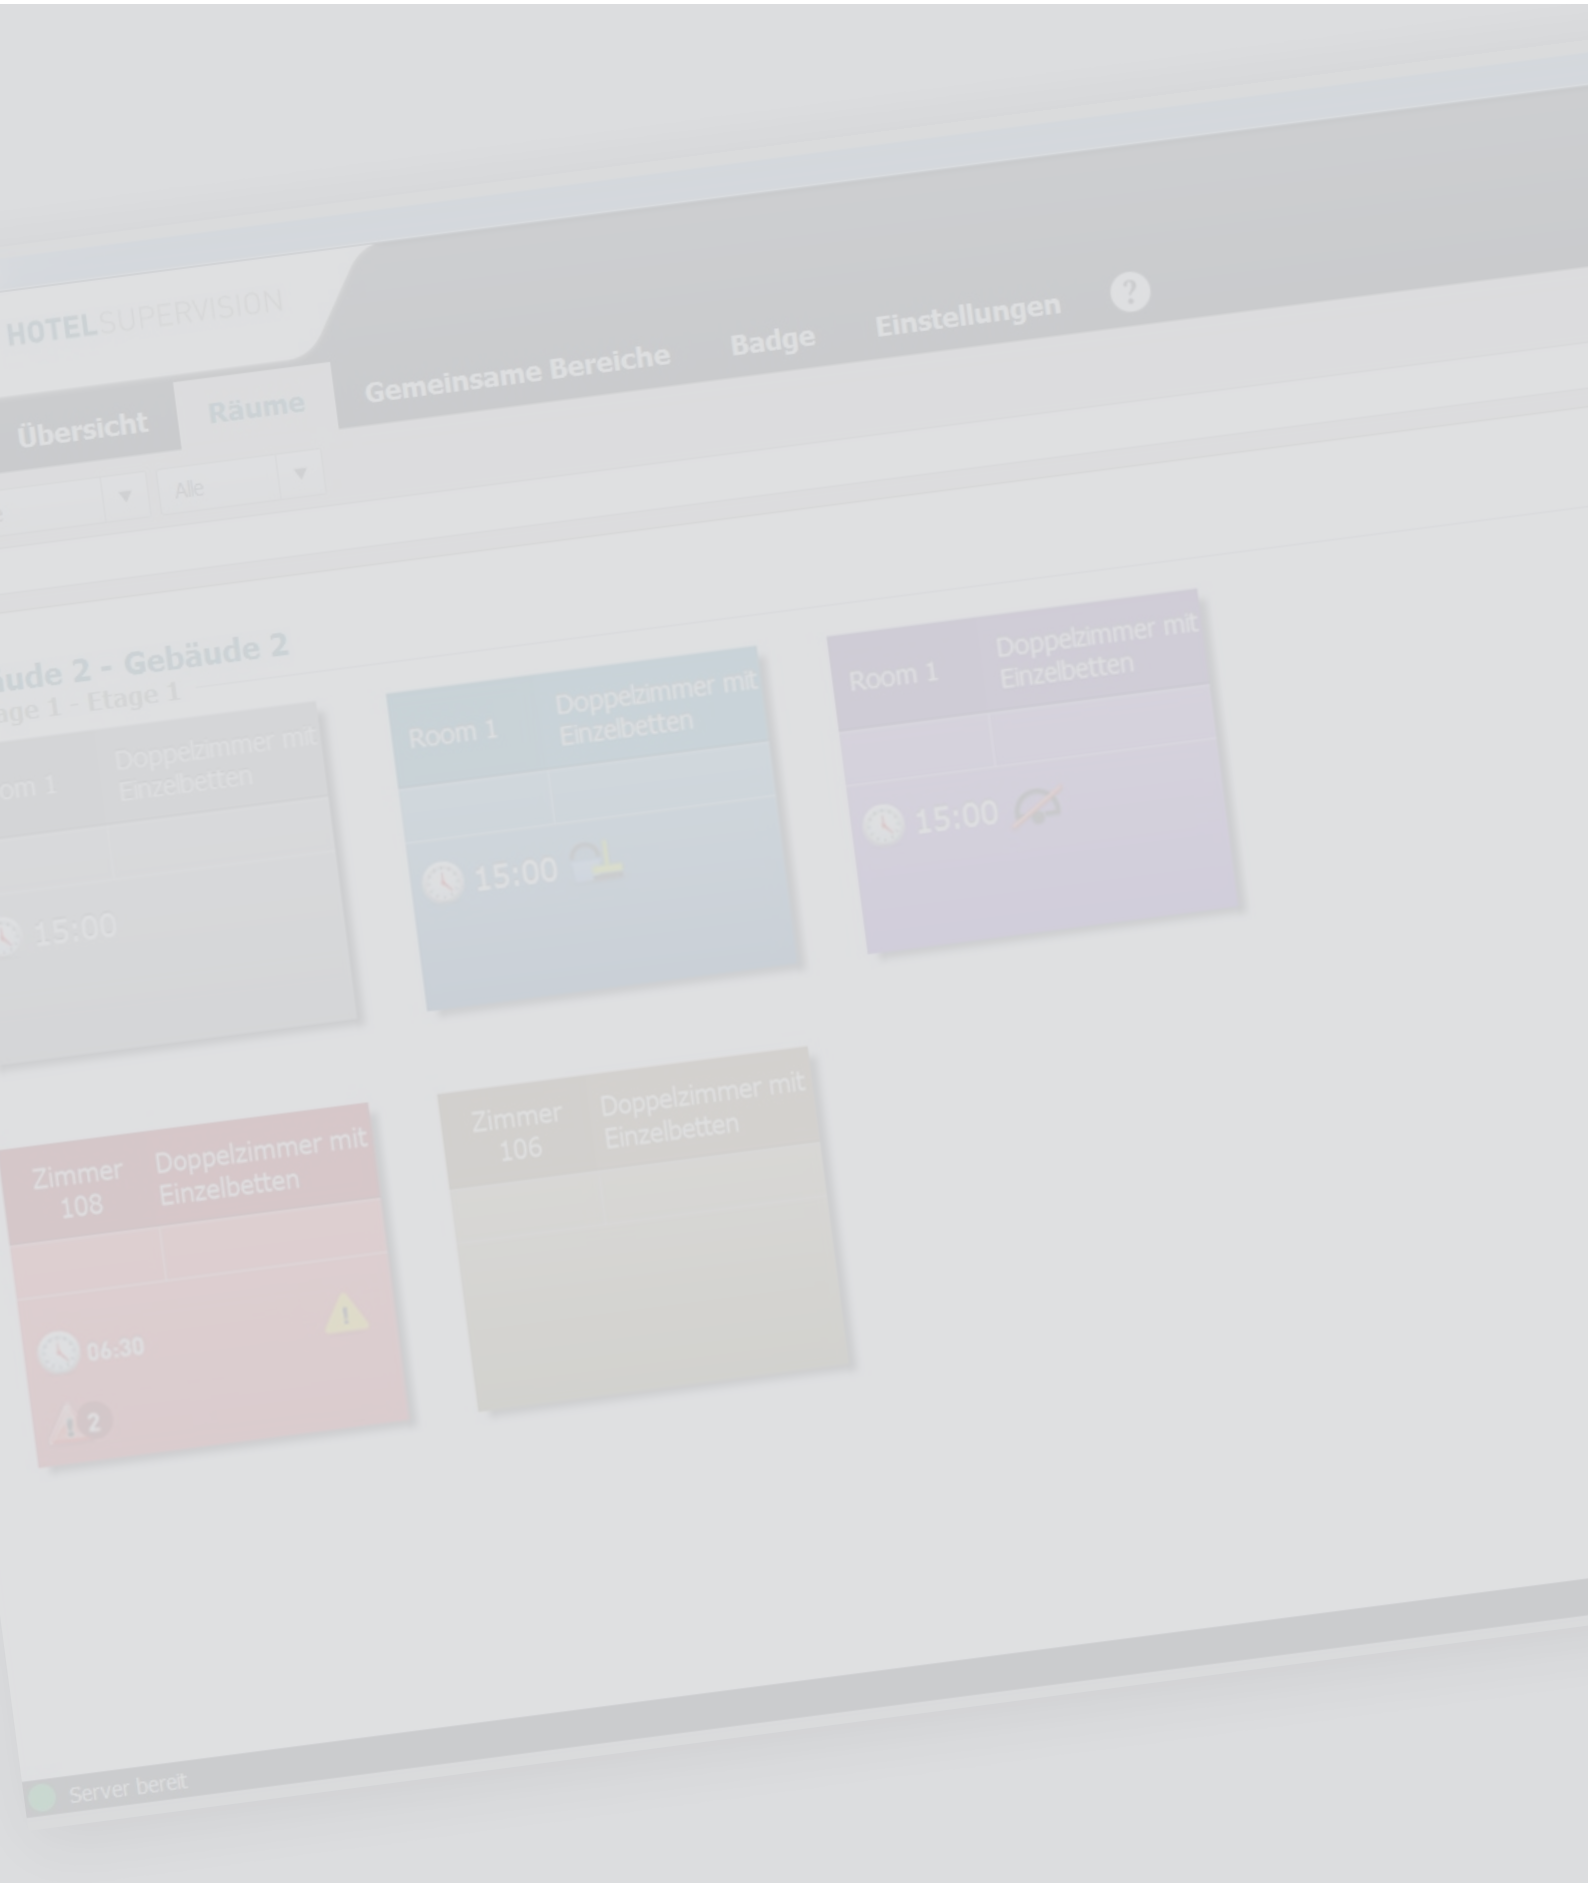 HOTELSUPERVISION
Übersicht Räume Gemeinsame Bereiche Badge Einstellungen ?
Alle
ude 2 - Gebäude 2
age 1 - Etage 1
om 1 Doppelzimmer mit
Einzelbetten
15:00
Room 1 Doppelzimmer mit
Einzelbetten
15:00
Room 1 Doppelzimmer mit
Einzelbetten
15:00
Zimmer
108
Doppelzimmer mit
Einzelbetten
06:30
2
Zimmer
106
Doppelzimmer mit
Einzelbetten
Server bereit